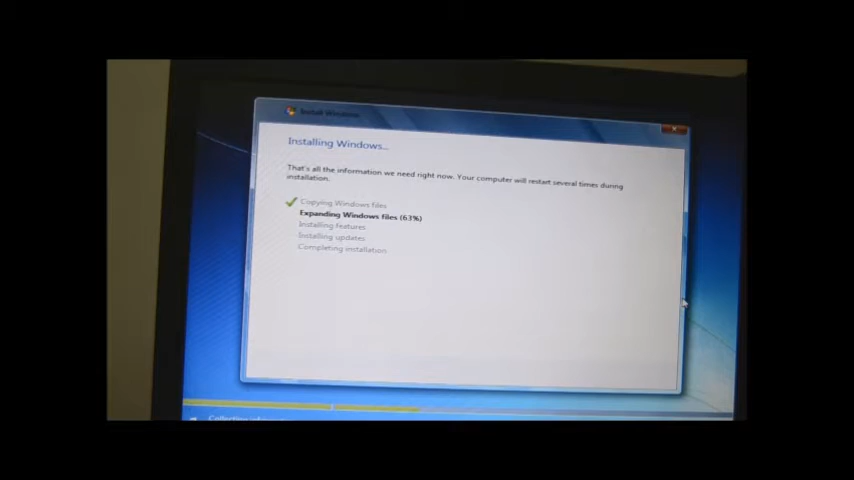 Install Windows
Installing Windows...
That's all the information we need right now. Your computer will restart several times during
installation.
Copying Windows files
Expanding Windows files (63%)
Installing features
Installing updates
Completing installation
Collecting